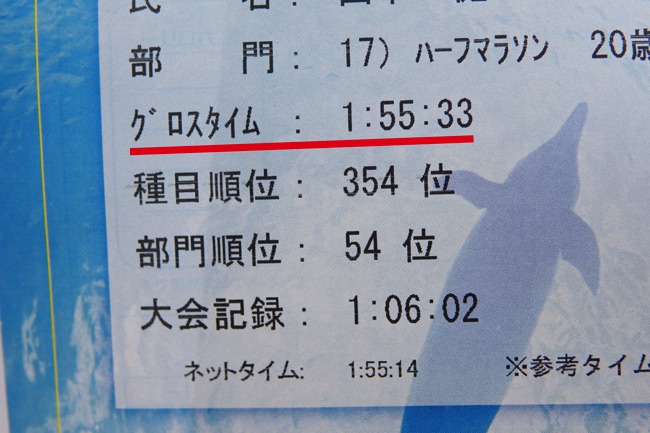 部 門 : 17) ﾊｰﾌﾏﾗｿﾝ 20歳
ｸﾞﾛｽﾀｲﾑ : 1:55:33
種目順位 : 354 位
部門順位 : 54 位
大会記録 : 1:06:02
ネットタイム: 1:55:14 ※参考タイム